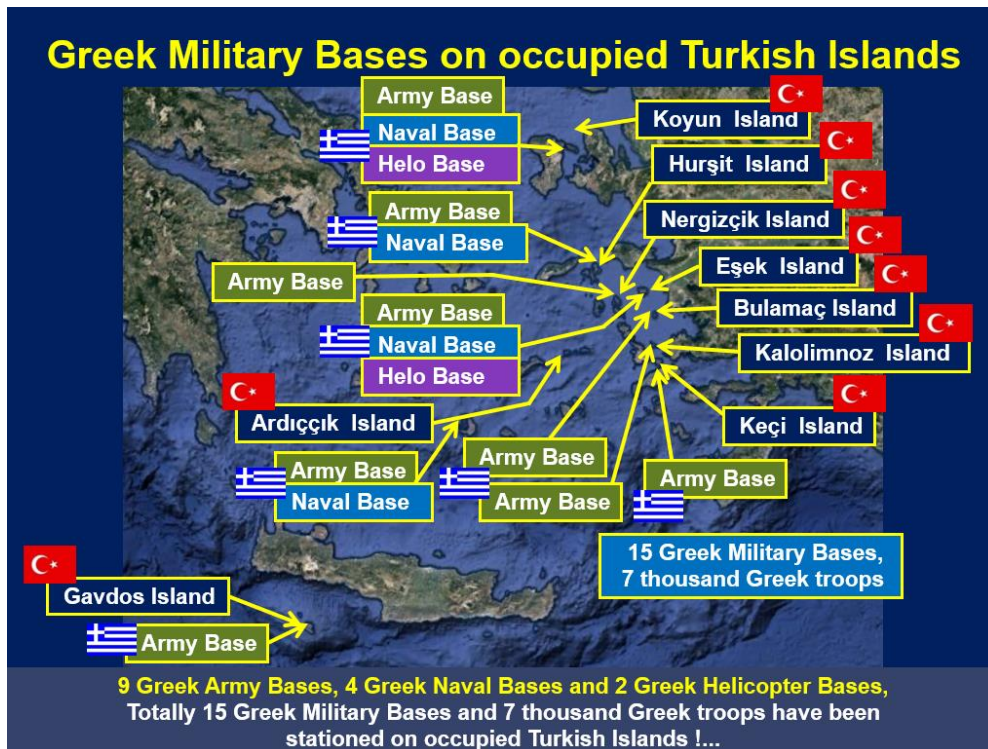 Greek Military Bases on occupied Turkish Islands
Army Base
Naval Base
Helo Base
Koyun Island
Hurşit Island
Army Base
Naval Base
Nergizçik Island
Army Base
Eşek Island
Army Base
Naval Base
Helo Base
Bulamaç Island
Kalolimnoz Island
Ardıççık Island
Keçi Island
Army Base
Naval Base
Army Base
Army Base
Army Base
15 Greek Military Bases,
7 thousand Greek troops
Gavdos Island
Army Base
9 Greek Army Bases, 4 Greek Naval Bases and 2 Greek Helicopter Bases,
Totally 15 Greek Military Bases and 7 thousand Greek troops have been
stationed on occupied Turkish Islands !...